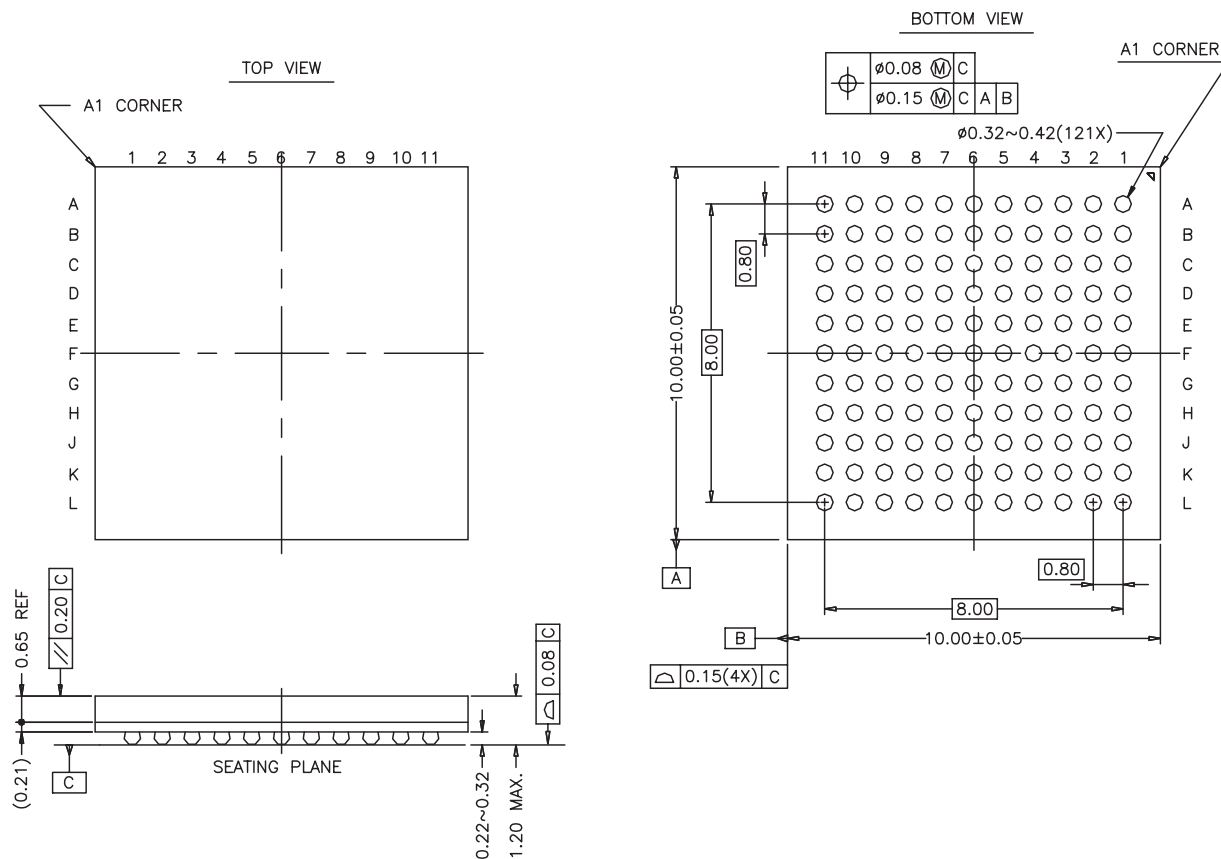 TOP VIEW
A1 CORNER
1 2 3 4 5 6 7 8 9 10 11
A
B
C
D
E
F
G
H
J
K
L
BOTTOM VIEW
A1 CORNER
⌀0.08 Ⓜ C
⌀0.15 Ⓜ C A B
⌀0.32~0.42(121X)
11 10 9 8 7 6 5 4 3 2 1
A
B
C
D
E
F
G
H
J
K
L
0.80
8.00
10.00±0.05
A
0.80
8.00
B
10.00±0.05
0.15(4X) C
0.65 REF
(0.21)
// 0.20 C
C
SEATING PLANE
0.22~0.32
1.20 MAX.
0.08 C